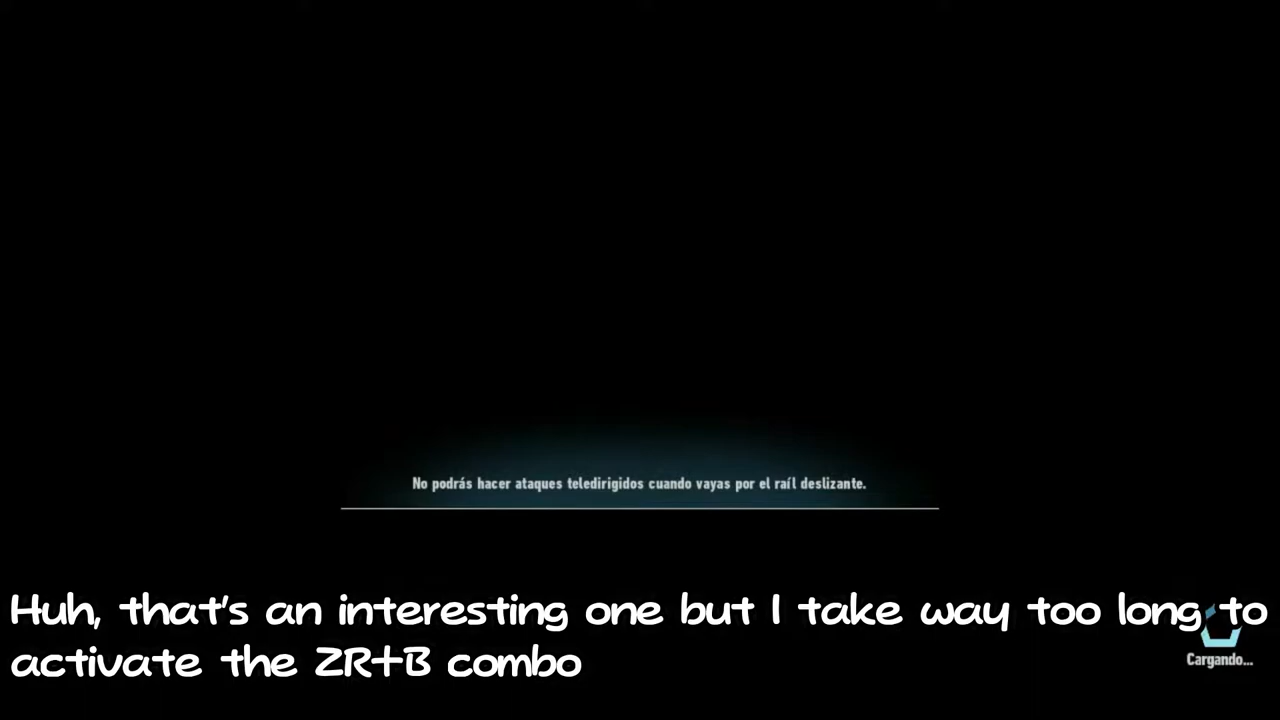 No podrás hacer ataques teledirigidos cuando vayas por el raíl deslizante.
Huh, that's an interesting one but I take way too long to
activate the ZR+B combo
Cargando...